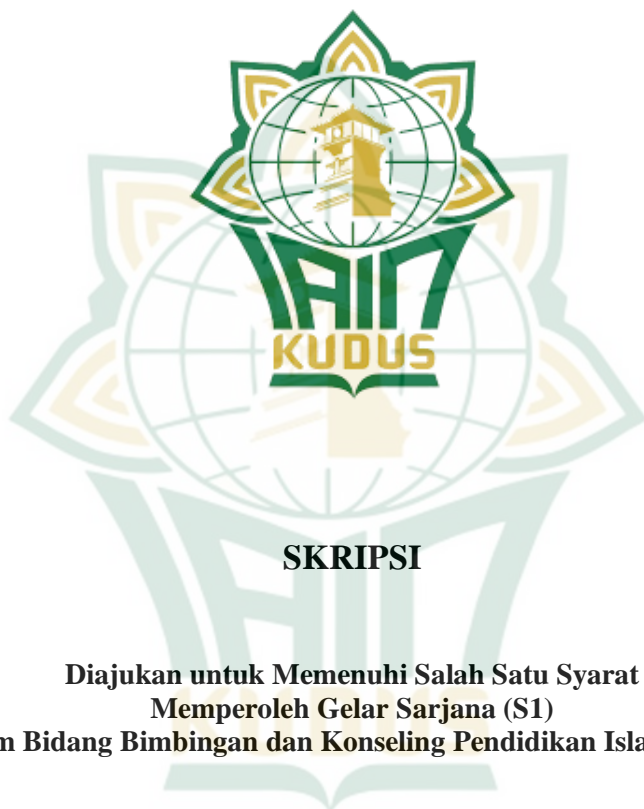 IAIN
KUDUS
SKRIPSI
Diajukan untuk Memenuhi Salah Satu Syarat
Memperoleh Gelar Sarjana (S1)
Bidang Bimbingan dan Konseling Pendidikan